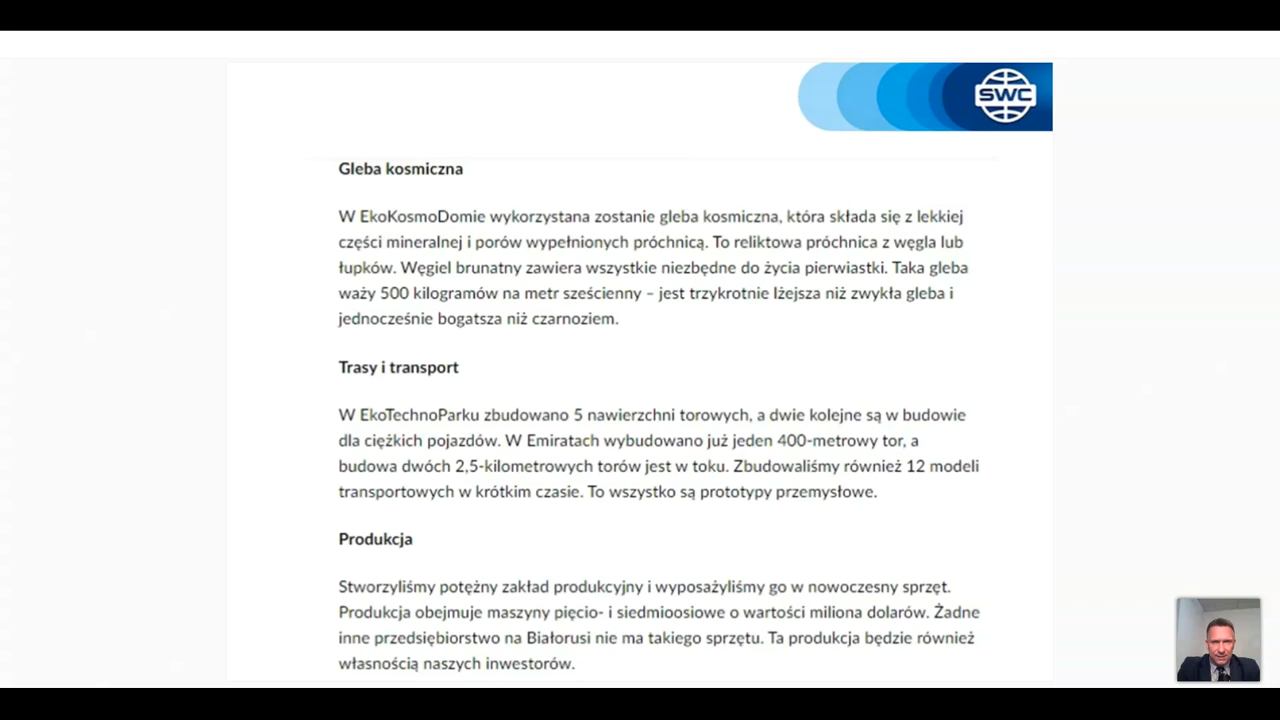 SWC
Gleba kosmiczna
W EkoKosmoDomie wykorzystana zostanie gleba kosmiczna, która składa się z lekkiej
części mineralnej i porów wypełnionych próchnicą. To reliktowa próchnica z węgla lub
łupków. Węgiel brunatny zawiera wszystkie niezbędne do życia pierwiastki. Taka gleba
waży 500 kilogramów na metr sześcienny – jest trzykrotnie lżejsza niż zwykła gleba i
jednocześnie bogatsza niż czarnoziem.
Trasy i transport
W EkoTechnoParku zbudowano 5 nawierzchni torowych, a dwie kolejne są w budowie
dla ciężkich pojazdów. W Emiratach wybudowano już jeden 400-metrowy tor, a
budowa dwóch 2,5-kilometrowych torów jest w toku. Zbudowaliśmy również 12 modeli
transportowych w krótkim czasie. To wszystko są prototypy przemysłowe.
Produkcja
Stworzyliśmy potężny zakład produkcyjny i wyposażyliśmy go w nowoczesny sprzęt.
Produkcja obejmuje maszyny pięcio- i siedmioosiowe o wartości miliona dolarów. Żadne
inne przedsiębiorstwo na Białorusi nie ma takiego sprzętu. Ta produkcja będzie również
własnością naszych inwestorów.